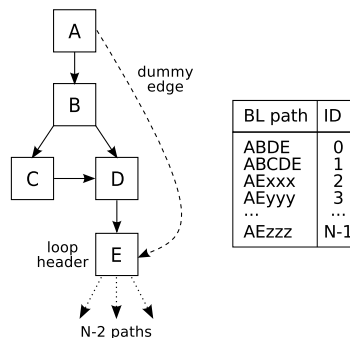 A
dummy
edge
B
C
D
loop
header
E
N-2 paths
BL path ID
ABDE 0
ABCDE 1
AExxx 2
AEyyy 3
... ...
AEzzz N-1